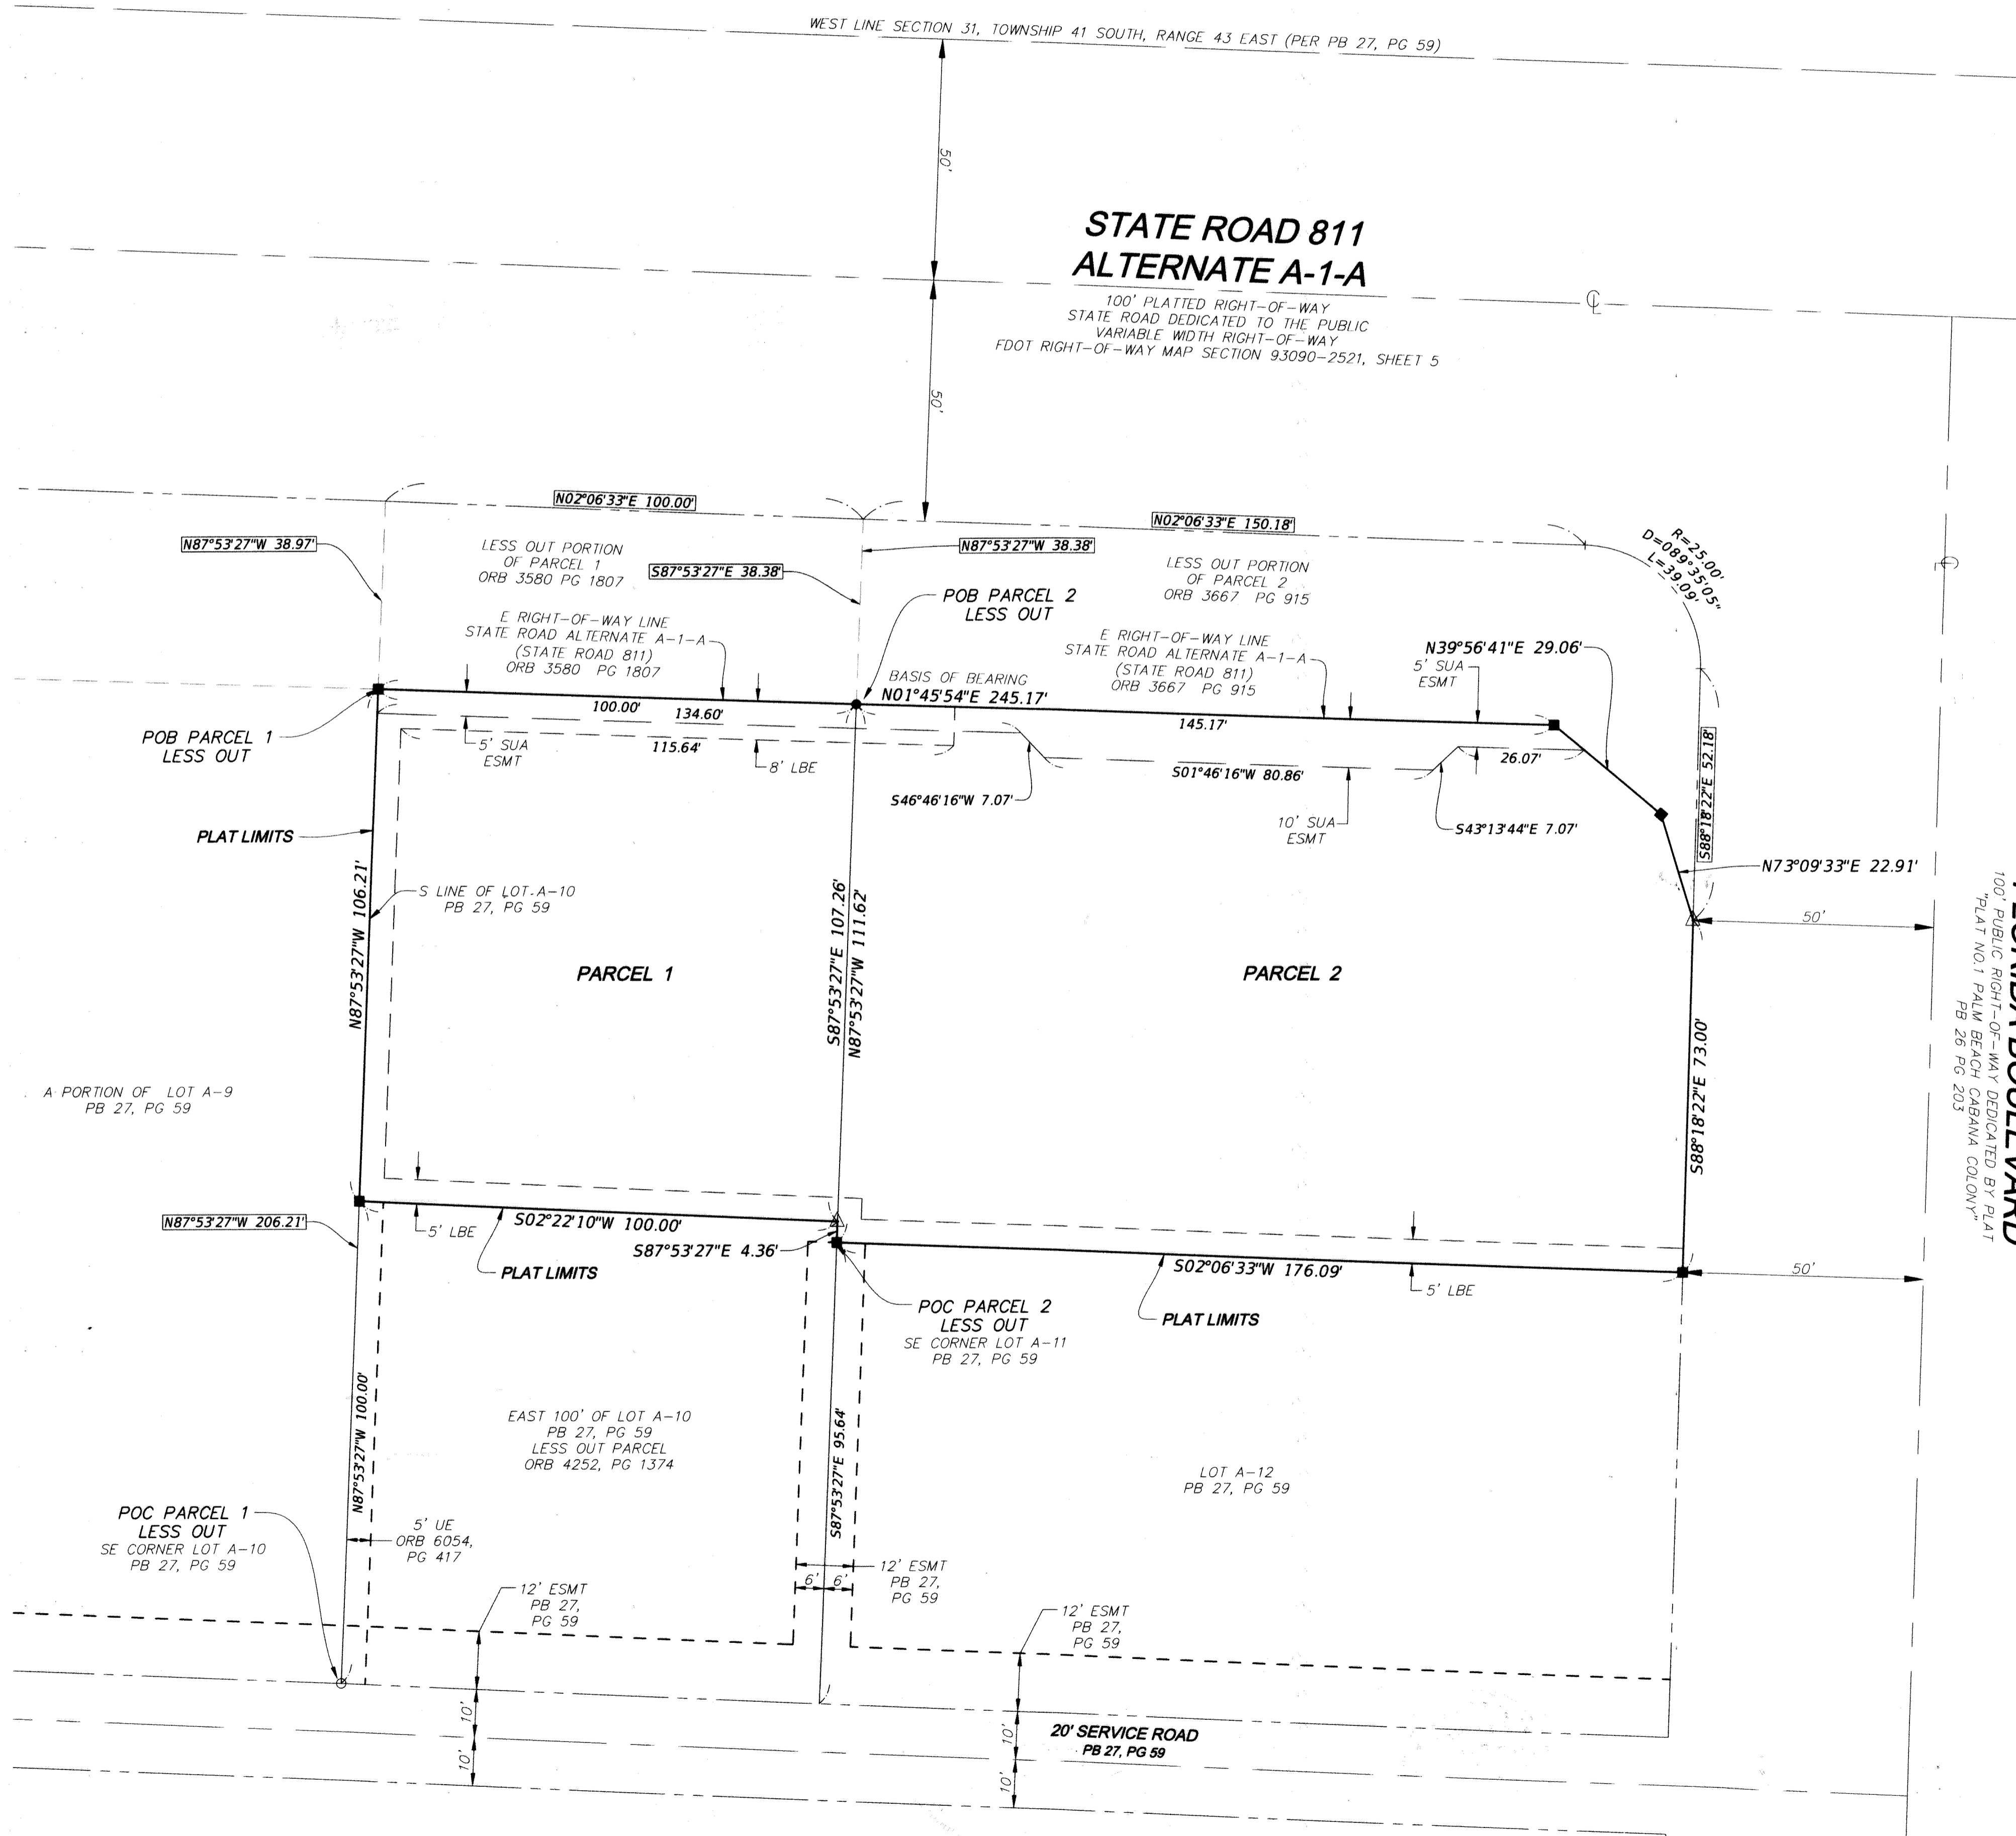 WEST LINE SECTION 31, TOWNSHIP 41 SOUTH, RANGE 43 EAST (PER PB 27, PG 59)
50'
STATE ROAD 811
ALTERNATE A-1-A
100' PLATTED RIGHT-OF-WAY
STATE ROAD DEDICATED TO THE PUBLIC
VARIABLE WIDTH RIGHT-OF-WAY
FDOT RIGHT-OF-WAY MAP SECTION 93090-2521, SHEET 5
50'
N02°06'33"E 100.00'
N02°06'33"E 150.18'
R=25.00'
D=089°35'05"
L=39.09'
N87°53'27"W 38.97'
LESS OUT PORTION
OF PARCEL 1
ORB 3580 PG 1807
S87°53'27"E 38.38'
N87°53'27"W 38.38'
LESS OUT PORTION
OF PARCEL 2
ORB 3667 PG 915
POB PARCEL 2
LESS OUT
E RIGHT-OF-WAY LINE
STATE ROAD ALTERNATE A-1-A
(STATE ROAD 811)
ORB 3580 PG 1807
E RIGHT-OF-WAY LINE
STATE ROAD ALTERNATE A-1-A
(STATE ROAD 811)
ORB 3667 PG 915
N39°56'41"E 29.06'
5' SUA
ESMT
BASIS OF BEARING
N01°45'54"E 245.17'
100.00'
134.60'
145.17'
POB PARCEL 1
LESS OUT
5' SUA
ESMT
115.64'
8' LBE
26.07'
S01°46'16"W 80.86'
S46°46'16"W 7.07'
10' SUA
ESMT
S43°13'44"E 7.07'
S88°18'22"E 52.18'
N73°09'33"E 22.91'
PLAT LIMITS
N87°53'27"W 106.21'
S LINE OF LOT A-10
PB 27, PG 59
S87°53'27"E 107.26'
N87°53'27"W 111.62'
PARCEL 1
PARCEL 2
50'
FLORIDA BOULEVARD
100' PUBLIC RIGHT-OF-WAY DEDICATED BY PLAT
"PLAT NO.1 PALM BEACH CABANA COLONY"
PB 26 PG 203
S88°18'22"E 73.00'
A PORTION OF LOT A-9
PB 27, PG 59
N87°53'27"W 206.21'
5' LBE
S02°22'10"W 100.00'
S87°53'27"E 4.36'
PLAT LIMITS
S02°06'33"W 176.09'
5' LBE
50'
POC PARCEL 2
LESS OUT
SE CORNER LOT A-11
PB 27, PG 59
PLAT LIMITS
N87°53'27"W 100.00'
EAST 100' OF LOT A-10
PB 27, PG 59
LESS OUT PARCEL
ORB 4252, PG 1374
S87°53'27"E 95.64'
LOT A-12
PB 27, PG 59
POC PARCEL 1
LESS OUT
SE CORNER LOT A-10
PB 27, PG 59
5' UE
ORB 6054,
PG 417
12' ESMT
PB 27,
PG 59
6'
6'
12' ESMT
PB 27,
PG 59
12' ESMT
PB 27,
PG 59
10'
10'
10'
10'
20' SERVICE ROAD
PB 27, PG 59